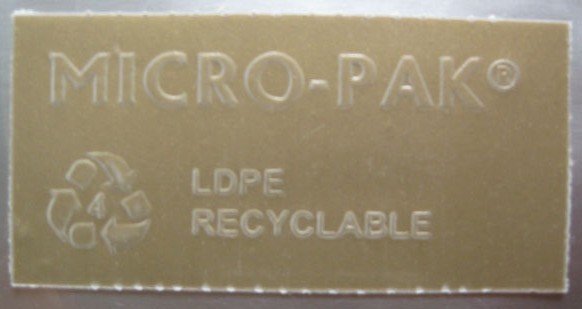 MICRO-PAK®
4
LDPE
RECYCLABLE